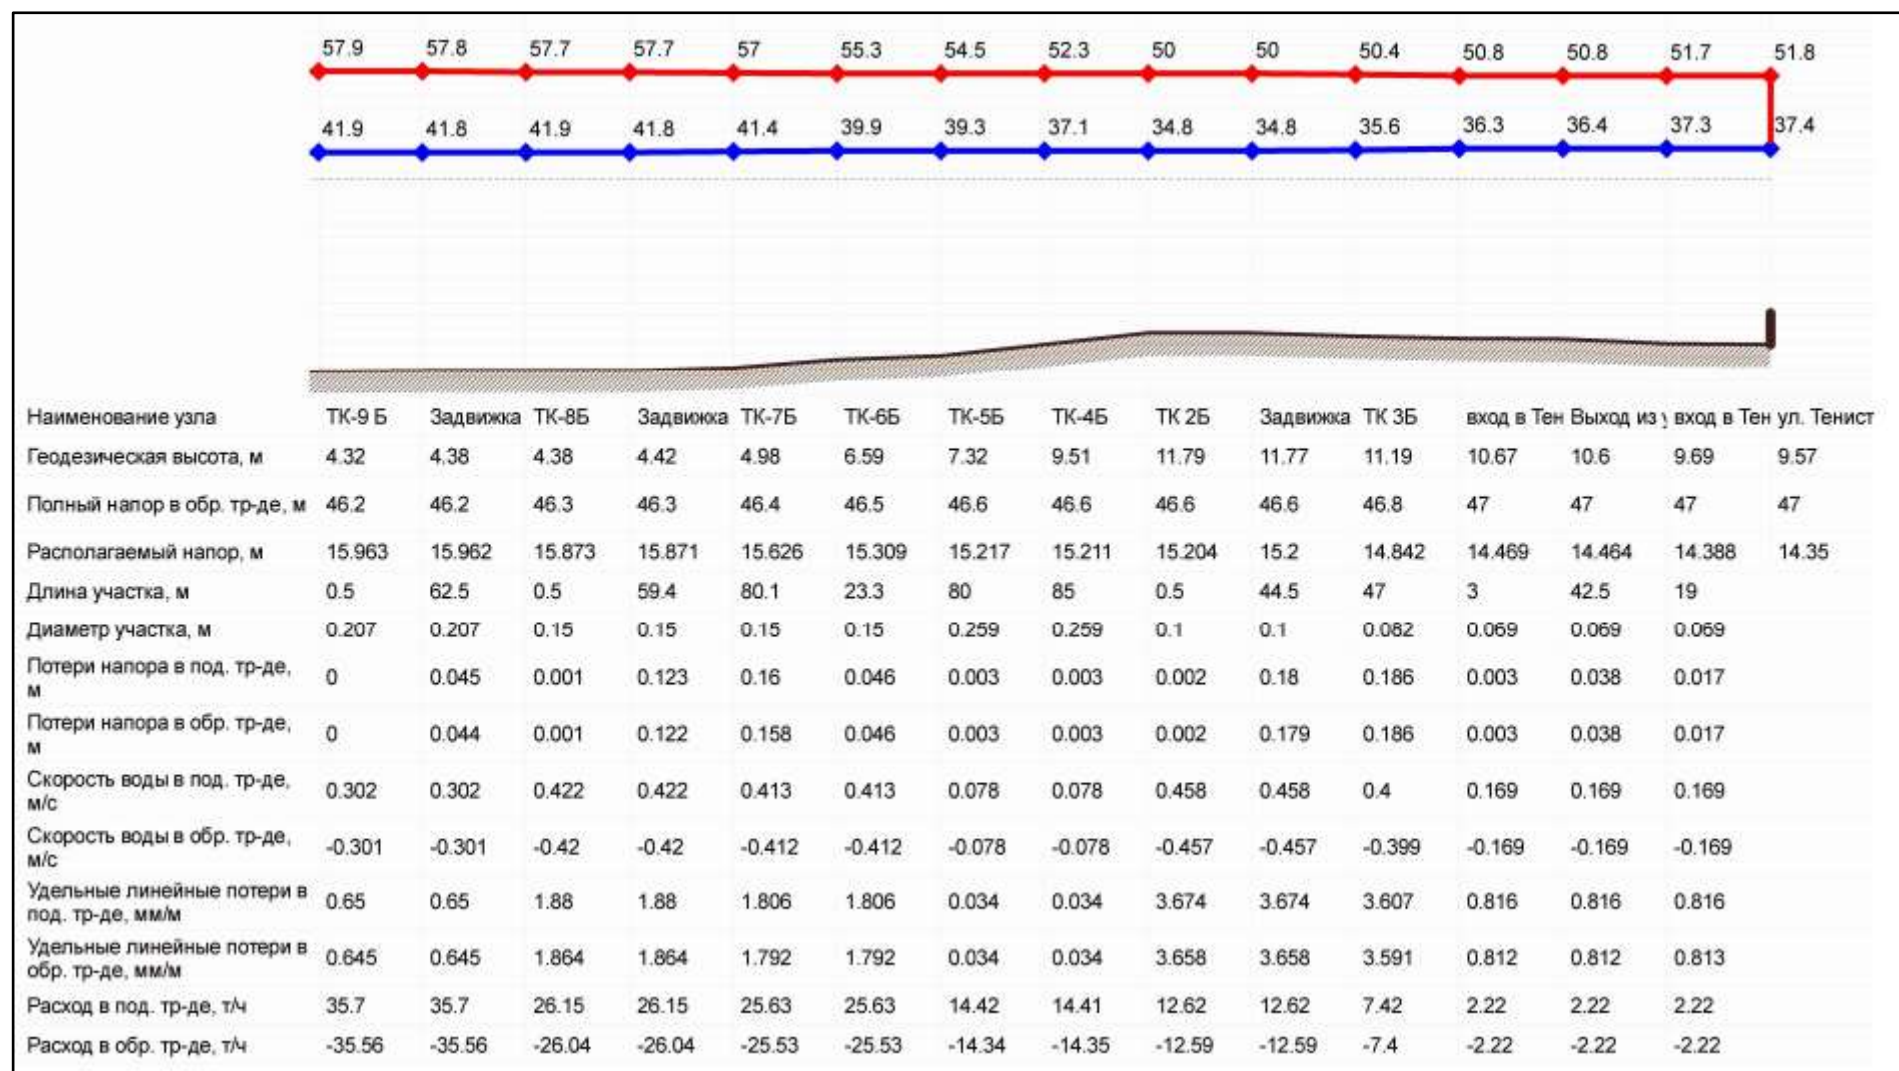 57.9 57.8 57.7 57.7 57 55.3 54.5 52.3 50 50 50.4 50.8 50.8 51.7 51.8
41.9 41.8 41.9 41.8 41.4 39.9 39.3 37.1 34.8 34.8 35.6 36.3 36.4 37.3 37.4
Наименование узла ТК-9 Б Задвижка ТК-8Б Задвижка ТК-7Б ТК-6Б ТК-5Б ТК-4Б ТК 2Б Задвижка ТК 3Б вход в Тен Выход из у вход в Тен ул. Тенист
Геодезическая высота, м 4.32 4.38 4.38 4.42 4.98 6.59 7.32 9.51 11.79 11.77 11.19 10.67 10.6 9.69 9.57
Полный напор в обр. тр-де, м 46.2 46.2 46.3 46.3 46.4 46.5 46.6 46.6 46.6 46.6 46.8 47 47 47 47
Располагаемый напор, м 15.963 15.962 15.873 15.871 15.626 15.309 15.217 15.211 15.204 15.2 14.842 14.469 14.464 14.388 14.35
Длина участка, м 0.5 62.5 0.5 59.4 80.1 23.3 80 85 0.5 44.5 47 3 42.5 19
Диаметр участка, м 0.207 0.207 0.15 0.15 0.15 0.15 0.259 0.259 0.1 0.1 0.082 0.069 0.069 0.069
Потери напора в под. тр-де,
м 0 0.045 0.001 0.123 0.16 0.046 0.003 0.003 0.002 0.18 0.186 0.003 0.038 0.017
Потери напора в обр. тр-де,
м 0 0.044 0.001 0.122 0.158 0.046 0.003 0.003 0.002 0.179 0.186 0.003 0.038 0.017
Скорость воды в под. тр-де,
м/с 0.302 0.302 0.422 0.422 0.413 0.413 0.078 0.078 0.458 0.458 0.4 0.169 0.169 0.169
Скорость воды в обр. тр-де,
м/с -0.301 -0.301 -0.42 -0.42 -0.412 -0.412 -0.078 -0.078 -0.457 -0.457 -0.399 -0.169 -0.169 -0.169
Удельные линейные потери в
под. тр-де, мм/м 0.65 0.65 1.88 1.88 1.806 1.806 0.034 0.034 3.674 3.674 3.607 0.816 0.816 0.816
Удельные линейные потери в
обр. тр-де, мм/м 0.645 0.645 1.864 1.864 1.792 1.792 0.034 0.034 3.658 3.658 3.591 0.812 0.812 0.813
Расход в под. тр-де, т/ч 35.7 35.7 26.15 26.15 25.63 25.63 14.42 14.41 12.62 12.62 7.42 2.22 2.22 2.22
Расход в обр. тр-де, т/ч -35.56 -35.56 -26.04 -26.04 -25.53 -25.53 -14.34 -14.35 -12.59 -12.59 -7.4 -2.22 -2.22 -2.22